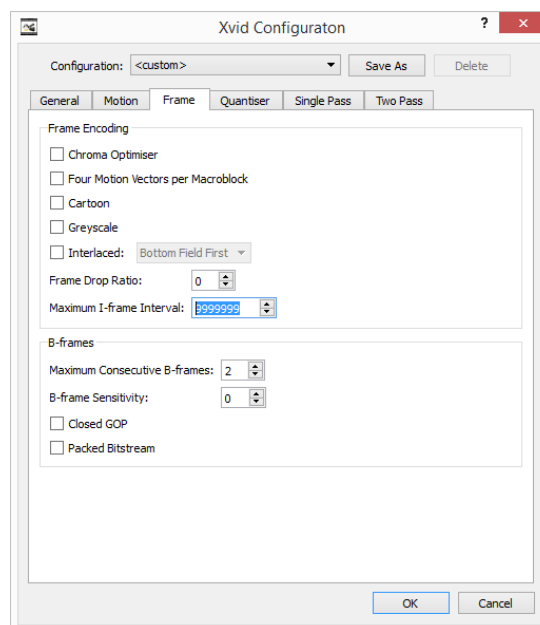 Xvid Configuraton
Configuration: <custom> Save As Delete
General Motion Frame Quantiser Single Pass Two Pass
Frame Encoding
Chroma Optimiser
Four Motion Vectors per Macroblock
Cartoon
Greyscale
Interlaced: Bottom Field First
Frame Drop Ratio: 0
Maximum I-frame Interval: 9999999
B-frames
Maximum Consecutive B-frames: 2
B-frame Sensitivity: 0
Closed GOP
Packed Bitstream
OK Cancel